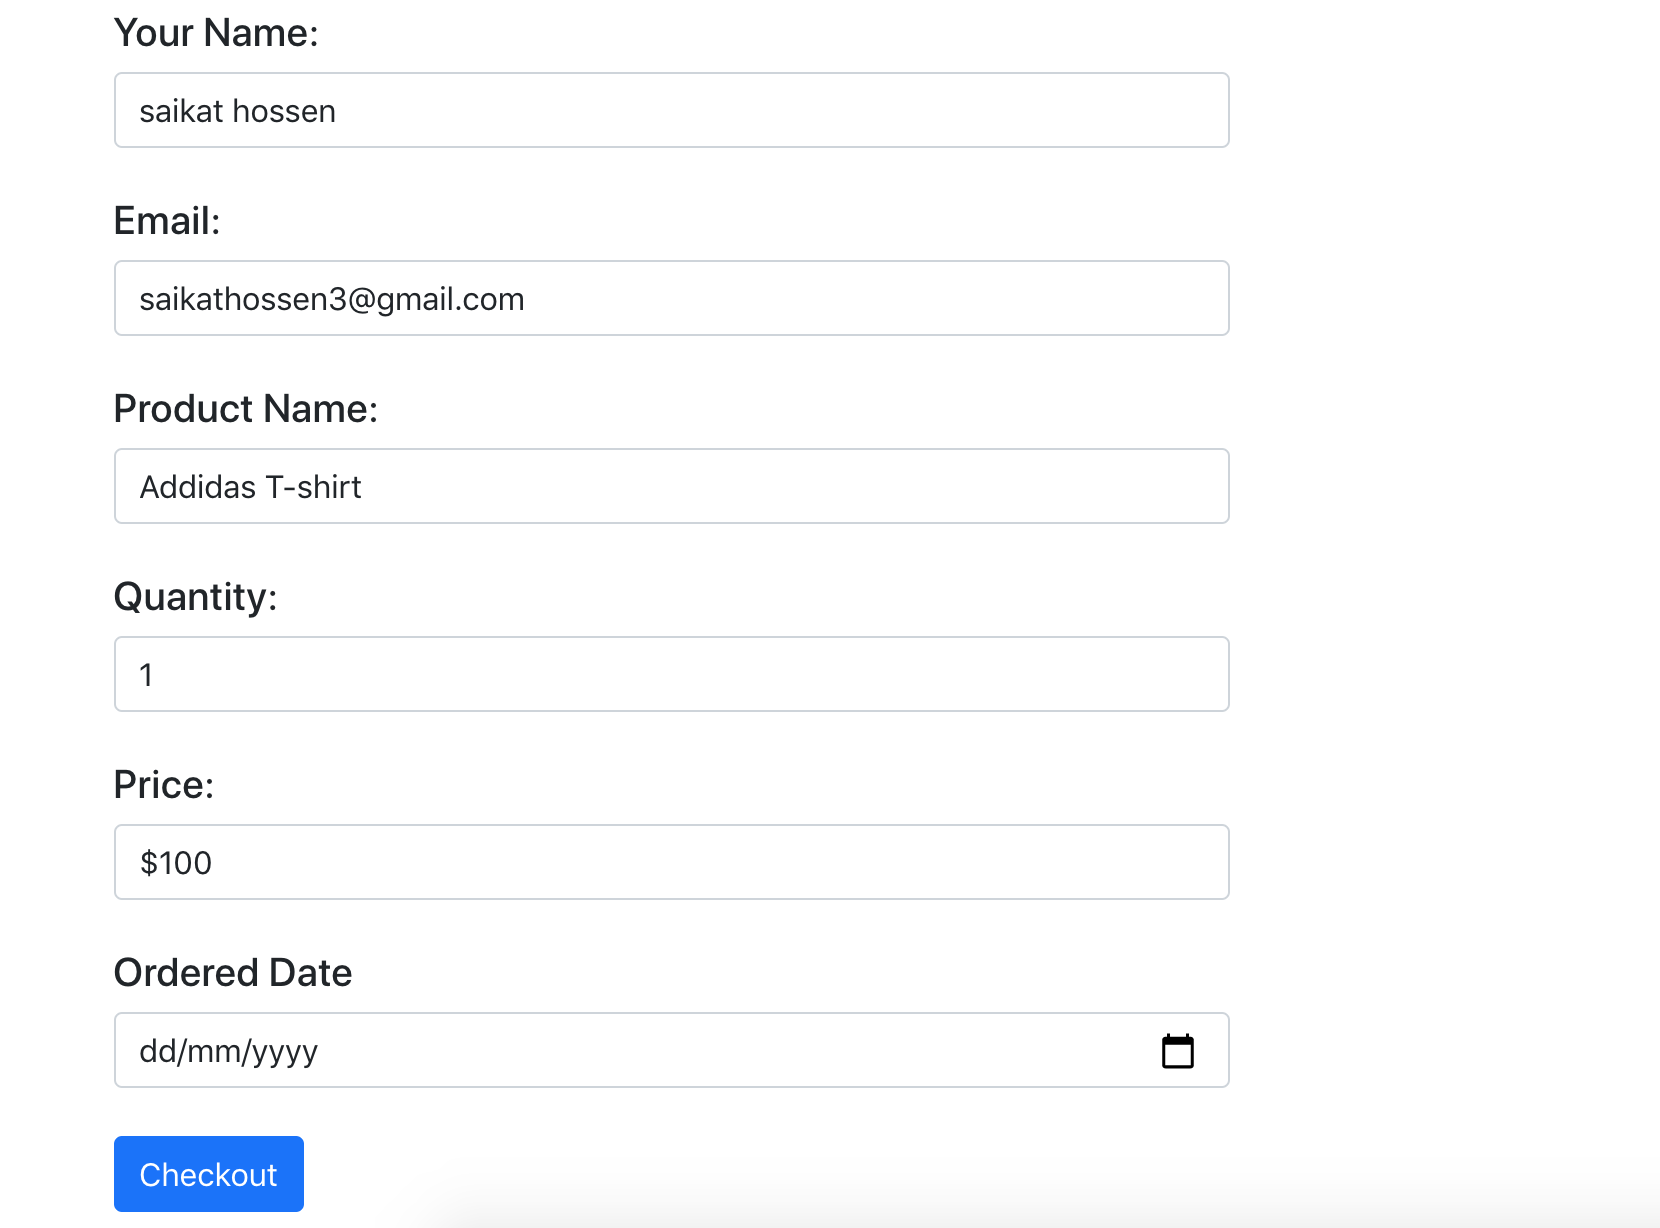 Your Name:
saikat hossen
Email:
saikathossen3@gmail.com
Product Name:
Addidas T-shirt
Quantity:
1
Price:
$100
Ordered Date
dd/mm/yyyy
Checkout